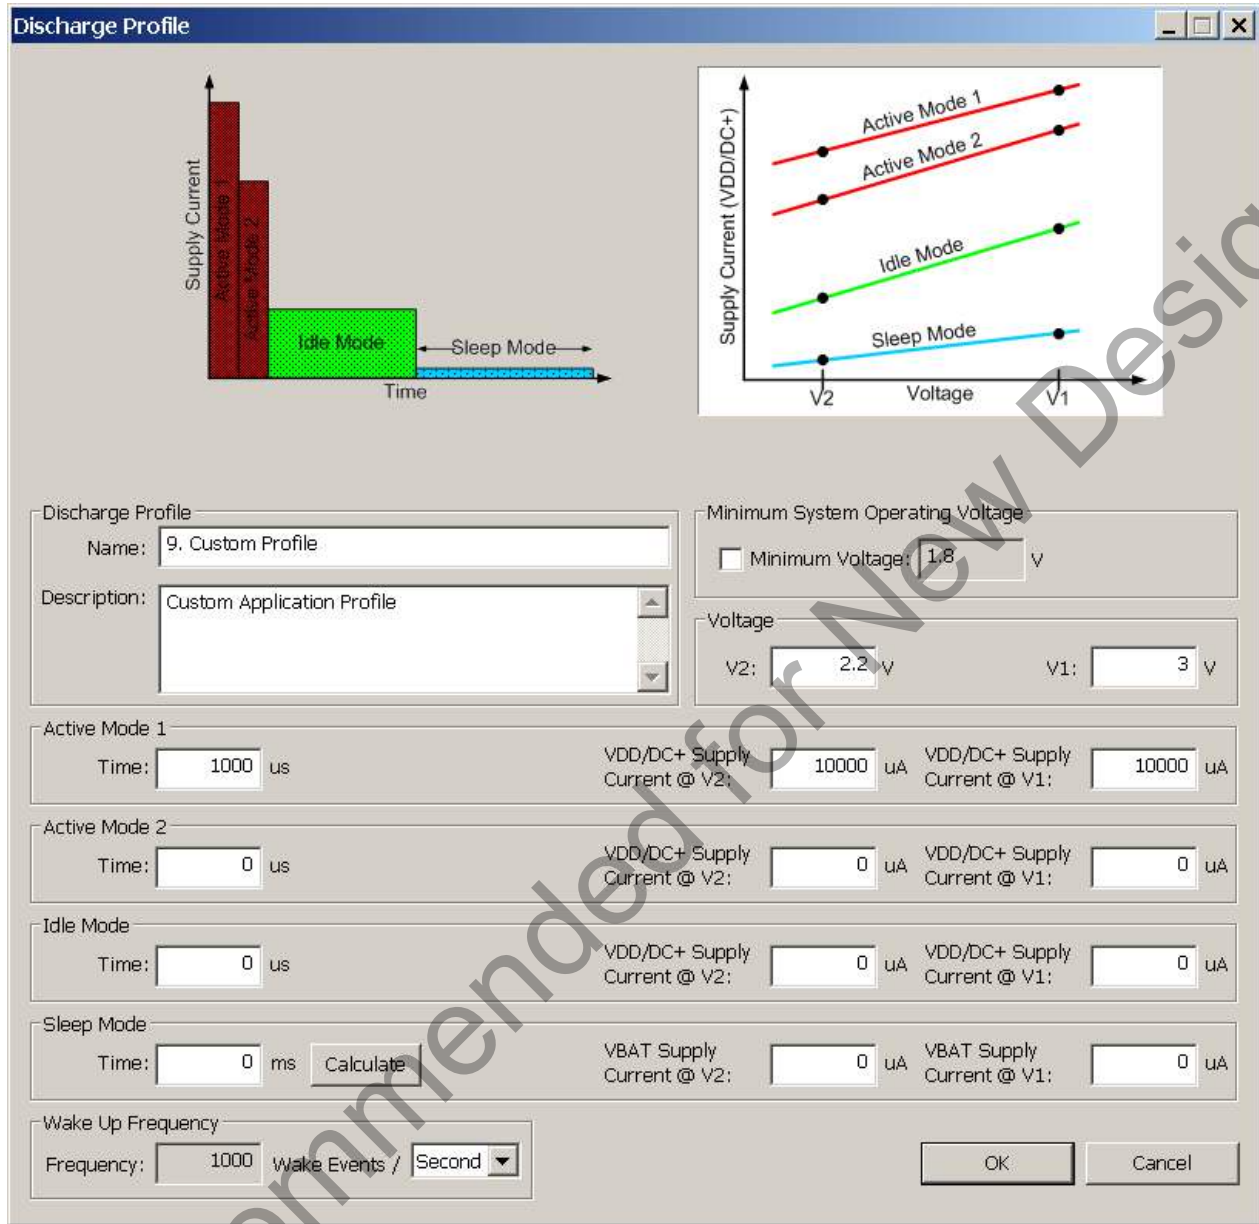 Discharge Profile
Supply Current
Active Mode 1
Active Mode 2
Idle Mode
Sleep Mode
Time
Supply Current (VDD/DC+)
Active Mode 1
Active Mode 2
Idle Mode
Sleep Mode
V2 Voltage V1
Discharge Profile
Name: 9. Custom Profile
Description: Custom Application Profile
Minimum System Operating Voltage
Minimum Voltage: 1.8 V
Voltage
V2: 2.2 V V1: 3 V
Active Mode 1
Time: 1000 us VDD/DC+ Supply Current @ V2: 10000 uA VDD/DC+ Supply Current @ V1: 10000 uA
Active Mode 2
Time: 0 us VDD/DC+ Supply Current @ V2: 0 uA VDD/DC+ Supply Current @ V1: 0 uA
Idle Mode
Time: 0 us VDD/DC+ Supply Current @ V2: 0 uA VDD/DC+ Supply Current @ V1: 0 uA
Sleep Mode
Time: 0 ms Calculate VBAT Supply Current @ V2: 0 uA VBAT Supply Current @ V1: 0 uA
Wake Up Frequency
Frequency: 1000 Wake Events / Second
OK Cancel
ommended for New Desig